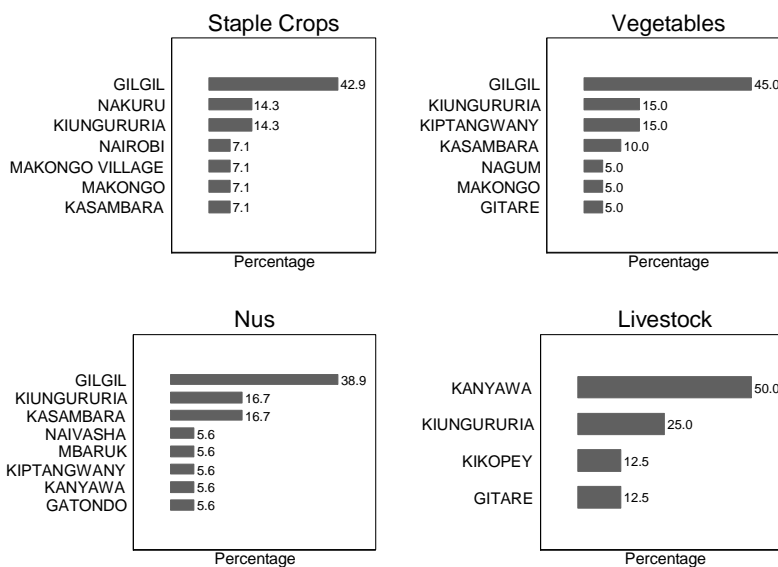 Staple Crops
GILGIL 42.9
NAKURU 14.3
KIUNGURURIA 14.3
NAIROBI 7.1
MAKONGO VILLAGE 7.1
MAKONGO 7.1
KASAMBARA 7.1
Percentage
Vegetables
GILGIL 45.0
KIUNGURURIA 15.0
KIPTANGWANY 15.0
KASAMBARA 10.0
NAGUM 5.0
MAKONGO 5.0
GITARE 5.0
Percentage
Nus
GILGIL 38.9
KIUNGURURIA 16.7
KASAMBARA 16.7
NAIVASHA 5.6
MBARUK 5.6
KIPTANGWANY 5.6
KANYAWA 5.6
GATONDO 5.6
Percentage
Livestock
KANYAWA 50.0
KIUNGURURIA 25.0
KIKOPEY 12.5
GITARE 12.5
Percentage